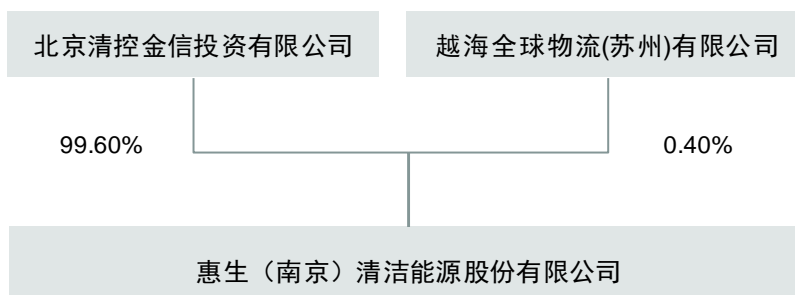 北京清控金信投资有限公司
越海全球物流(苏州)有限公司
99.60%
0.40%
惠生（南京）清洁能源股份有限公司